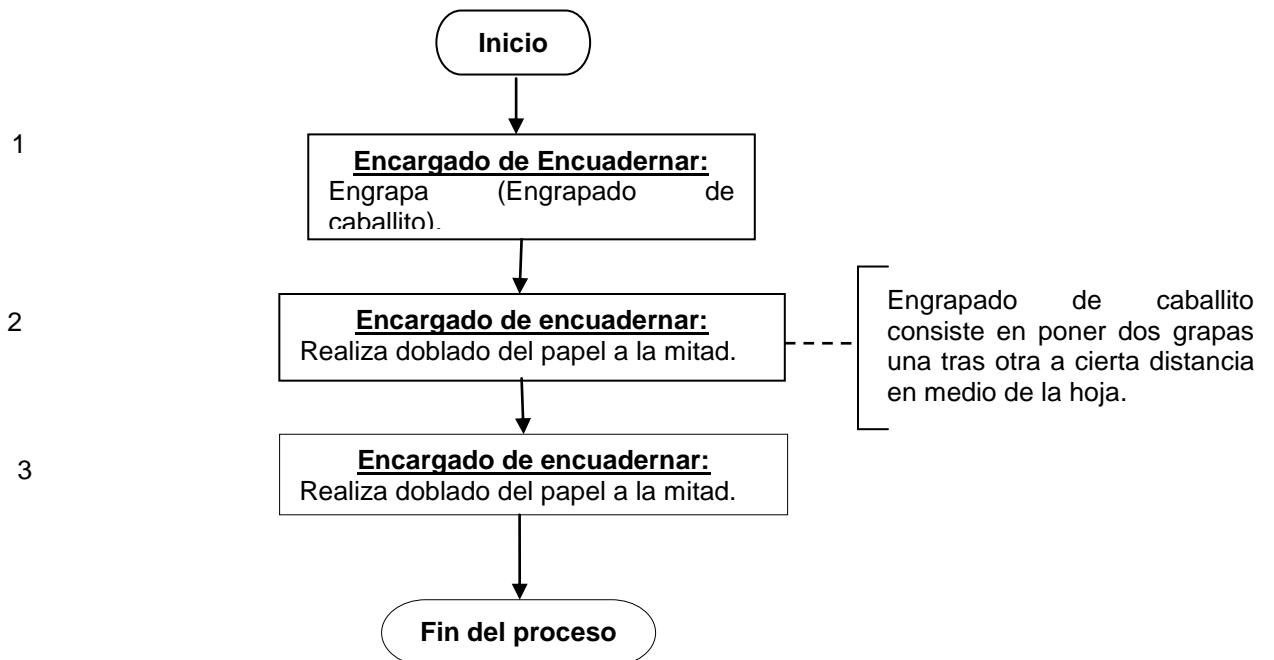 Inicio
1
Encargado de Encuadernar:
Engrapa (Engrapado de
caballito).
2
Encargado de encuadernar:
Realiza doblado del papel a la mitad.
Engrapado de caballito
consiste en poner dos grapas
una tras otra a cierta distancia
en medio de la hoja.
3
Encargado de encuadernar:
Realiza doblado del papel a la mitad.
Fin del proceso